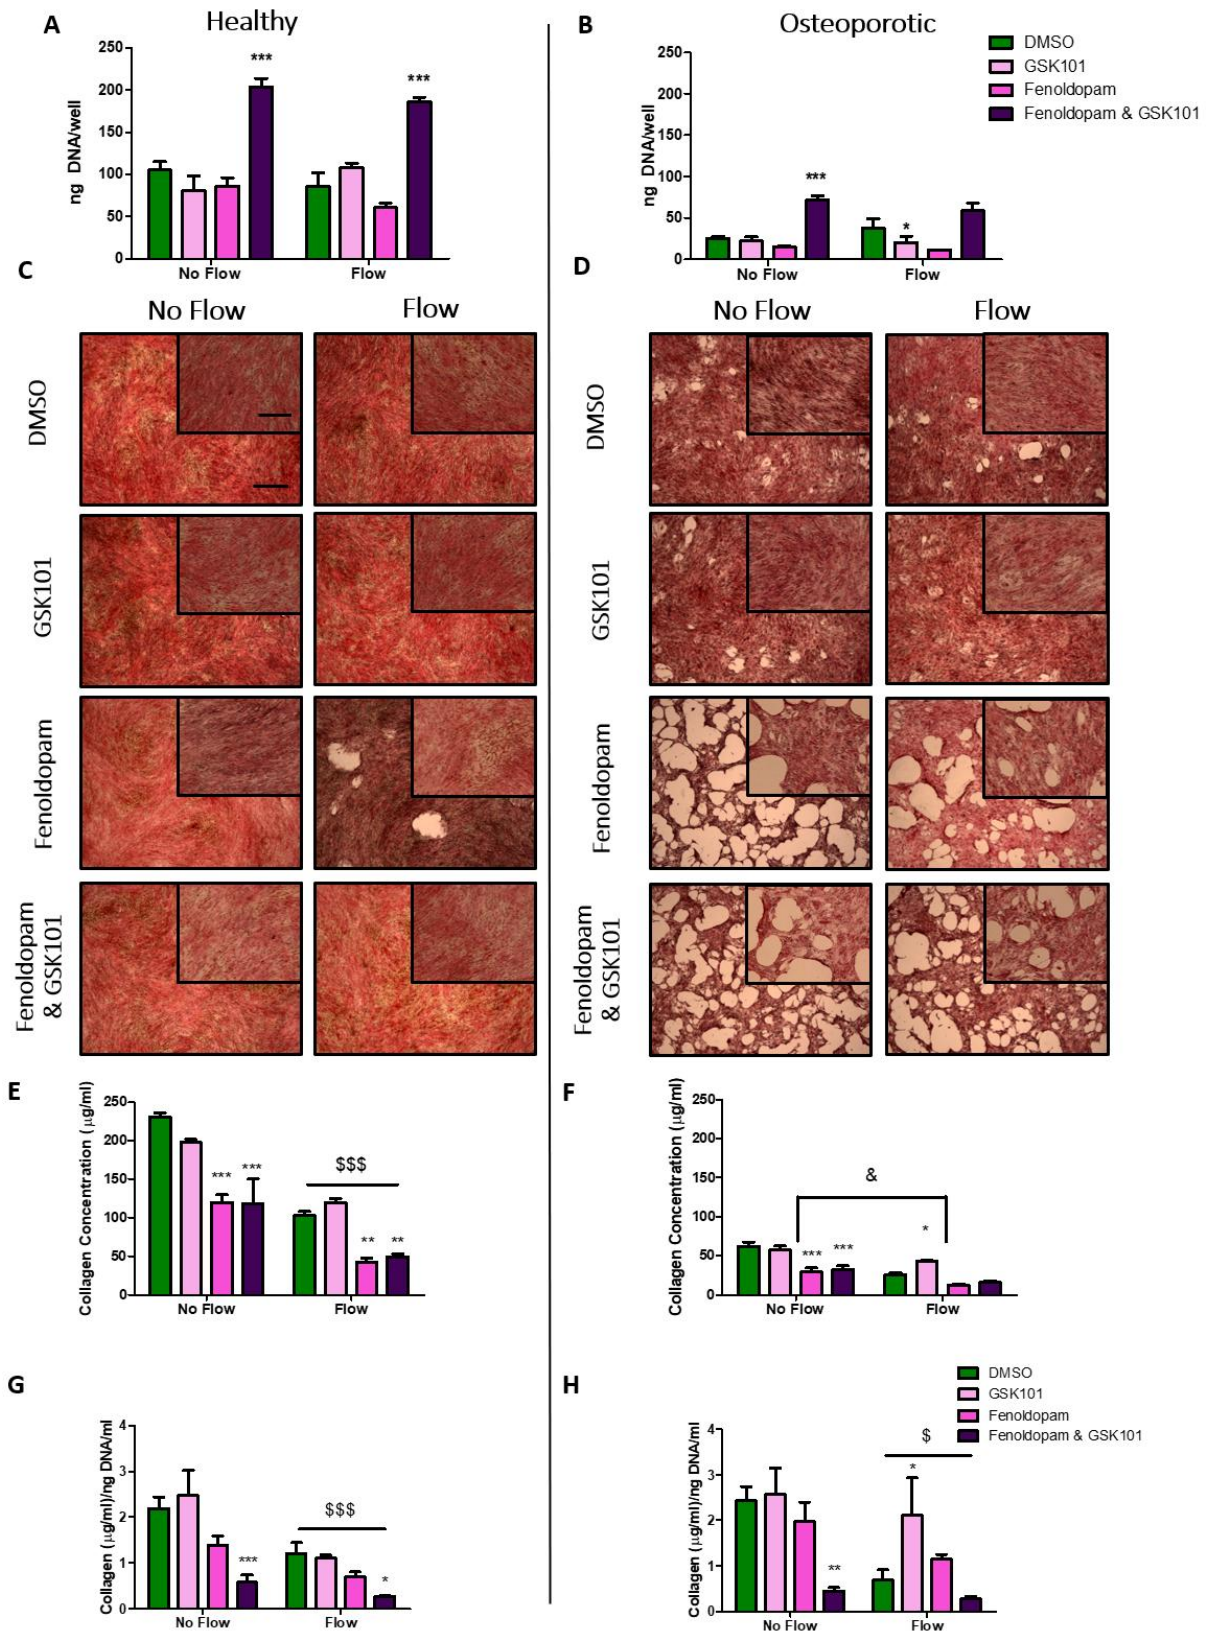 A
Healthy
B
Osteoporotic
DMSO
GSK101
Fenoldopam
Fenoldopam & GSK101
ng DNA/well
250
200
150
100
50
0
***
***
No Flow
Flow
ng DNA/well
250
200
150
100
50
0
***
*
No Flow
Flow
C
No Flow
Flow
D
No Flow
Flow
DMSO
DMSO
GSK101
GSK101
Fenoldopam
Fenoldopam
Fenoldopam
& GSK101
Fenoldopam
& GSK101
E
Collagen Concentration (µg/ml)
250
200
150
100
50
0
***
***
$$$
**
**
No Flow
Flow
F
Collagen Concentration (µg/ml)
250
200
150
100
50
0
&
***
***
*
No Flow
Flow
G
Collagen (µg/ml)/ng DNA/ml
4
3
2
1
0
***
$$$
*
No Flow
Flow
H
DMSO
GSK101
Fenoldopam
Fenoldopam & GSK101
Collagen (µg/ml)/ng DNA/ml
4
3
2
1
0
**
$
*
No Flow
Flow